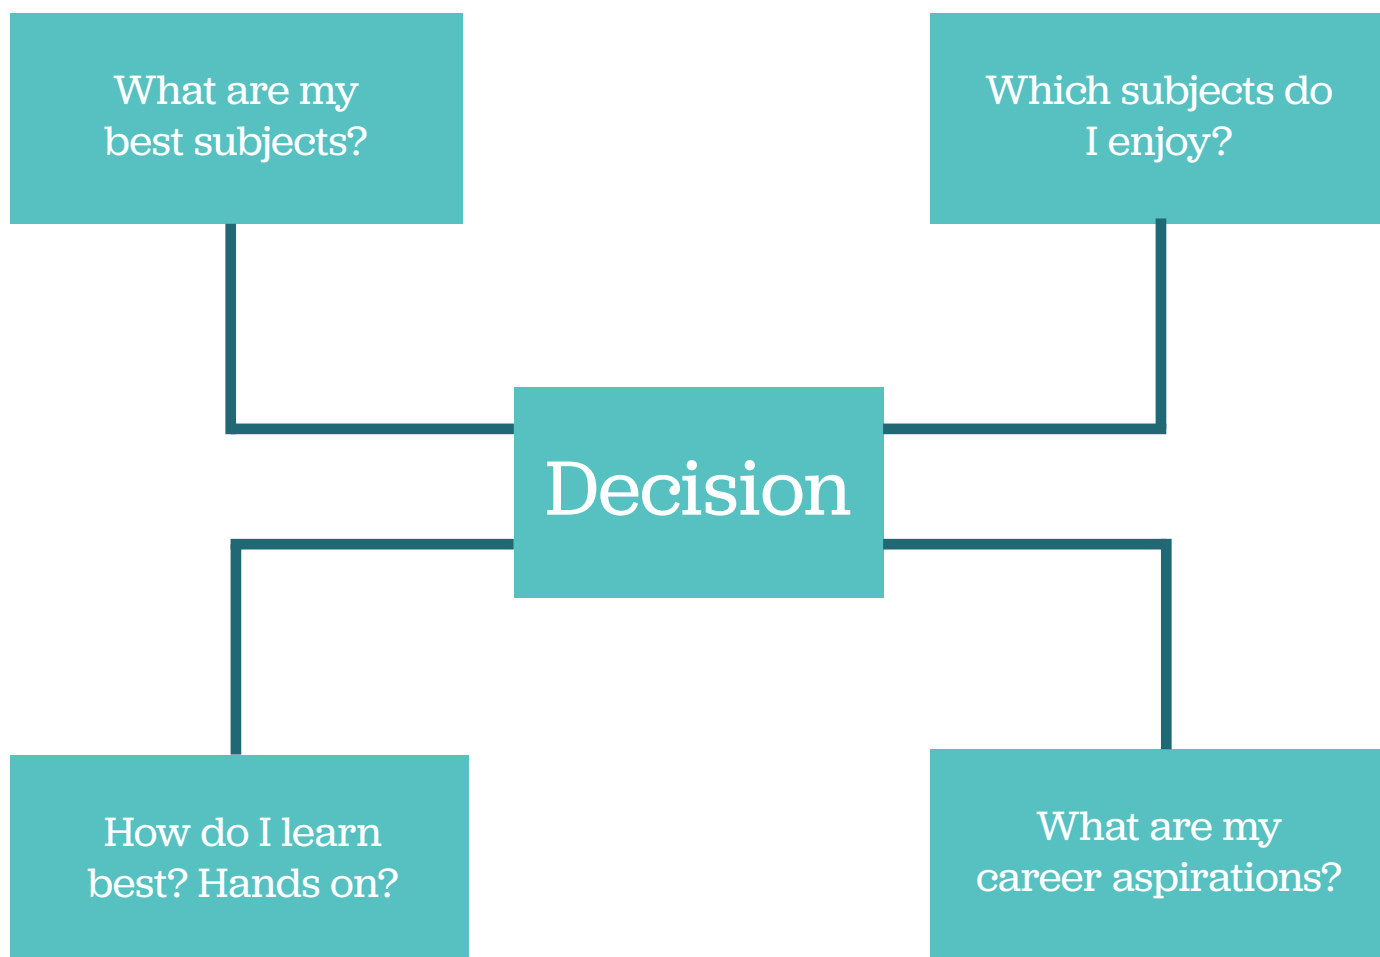 What are my
best subjects?
Which subjects do
I enjoy?
Decision
How do I learn
best? Hands on?
What are my
career aspirations?